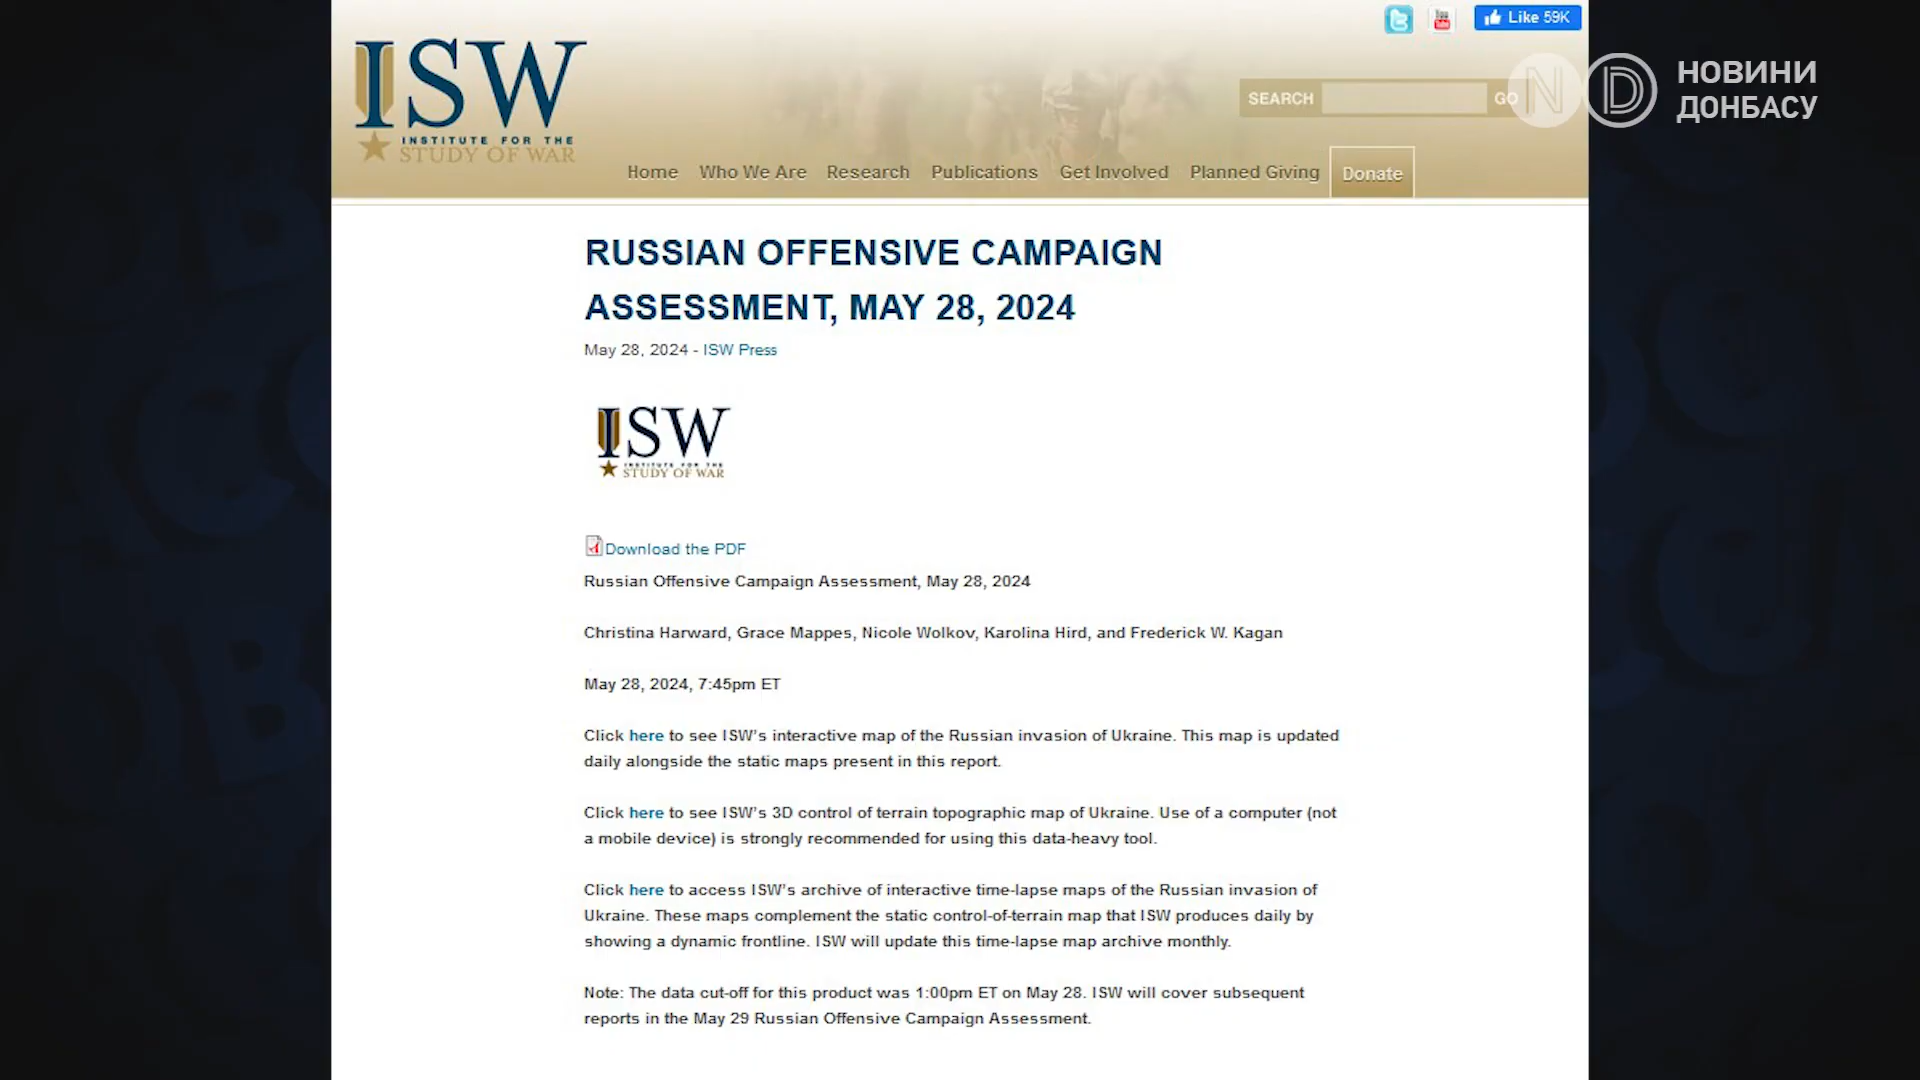 Like 59K
ISW
INSTITUTE FOR THE
STUDY OF WAR
SEARCH
GO
ND
НОВИНИ
ДОНБАСУ
Home Who We Are Research Publications Get Involved Planned Giving Donate
RUSSIAN OFFENSIVE CAMPAIGN
ASSESSMENT, MAY 28, 2024
May 28, 2024 - ISW Press
ISW
INSTITUTE FOR THE
STUDY OF WAR
Download the PDF
Russian Offensive Campaign Assessment, May 28, 2024
Christina Harward, Grace Mappes, Nicole Wolkov, Karolina Hird, and Frederick W. Kagan
May 28, 2024, 7:45pm ET
Click here to see ISW's interactive map of the Russian invasion of Ukraine. This map is updated
daily alongside the static maps present in this report.
Click here to see ISW's 3D control of terrain topographic map of Ukraine. Use of a computer (not
a mobile device) is strongly recommended for using this data-heavy tool.
Click here to access ISW's archive of interactive time-lapse maps of the Russian invasion of
Ukraine. These maps complement the static control-of-terrain map that ISW produces daily by
showing a dynamic frontline. ISW will update this time-lapse map archive monthly.
Note: The data cut-off for this product was 1:00pm ET on May 28. ISW will cover subsequent
reports in the May 29 Russian Offensive Campaign Assessment.